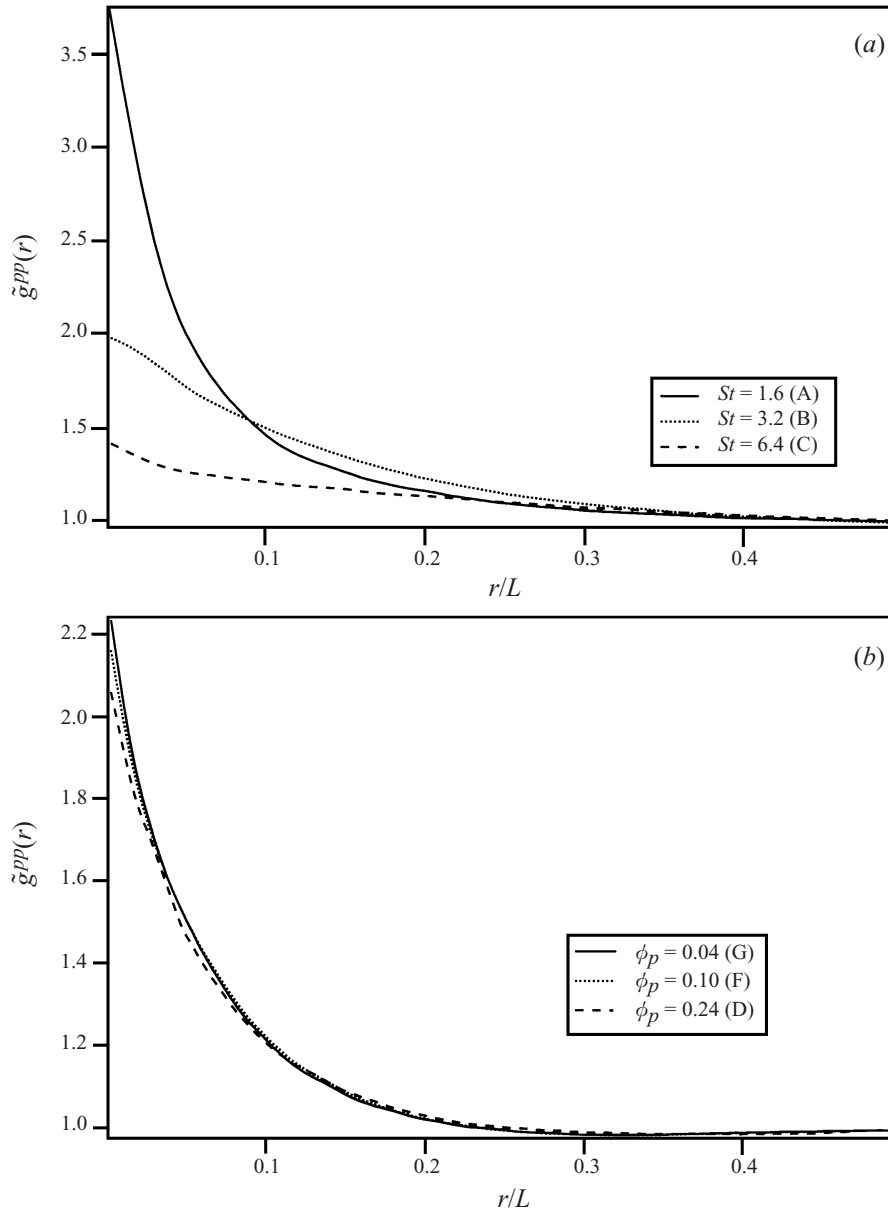 (a)
3.5
3.0
2.5
2.0
1.5
1.0
g̃ᵖᵖ(r)
St = 1.6 (A)
St = 3.2 (B)
St = 6.4 (C)
0.1 0.2 0.3 0.4
r/L
(b)
2.2
2.0
1.8
1.6
1.4
1.2
1.0
g̃ᵖᵖ(r)
ϕp = 0.04 (G)
ϕp = 0.10 (F)
ϕp = 0.24 (D)
0.1 0.2 0.3 0.4
r/L